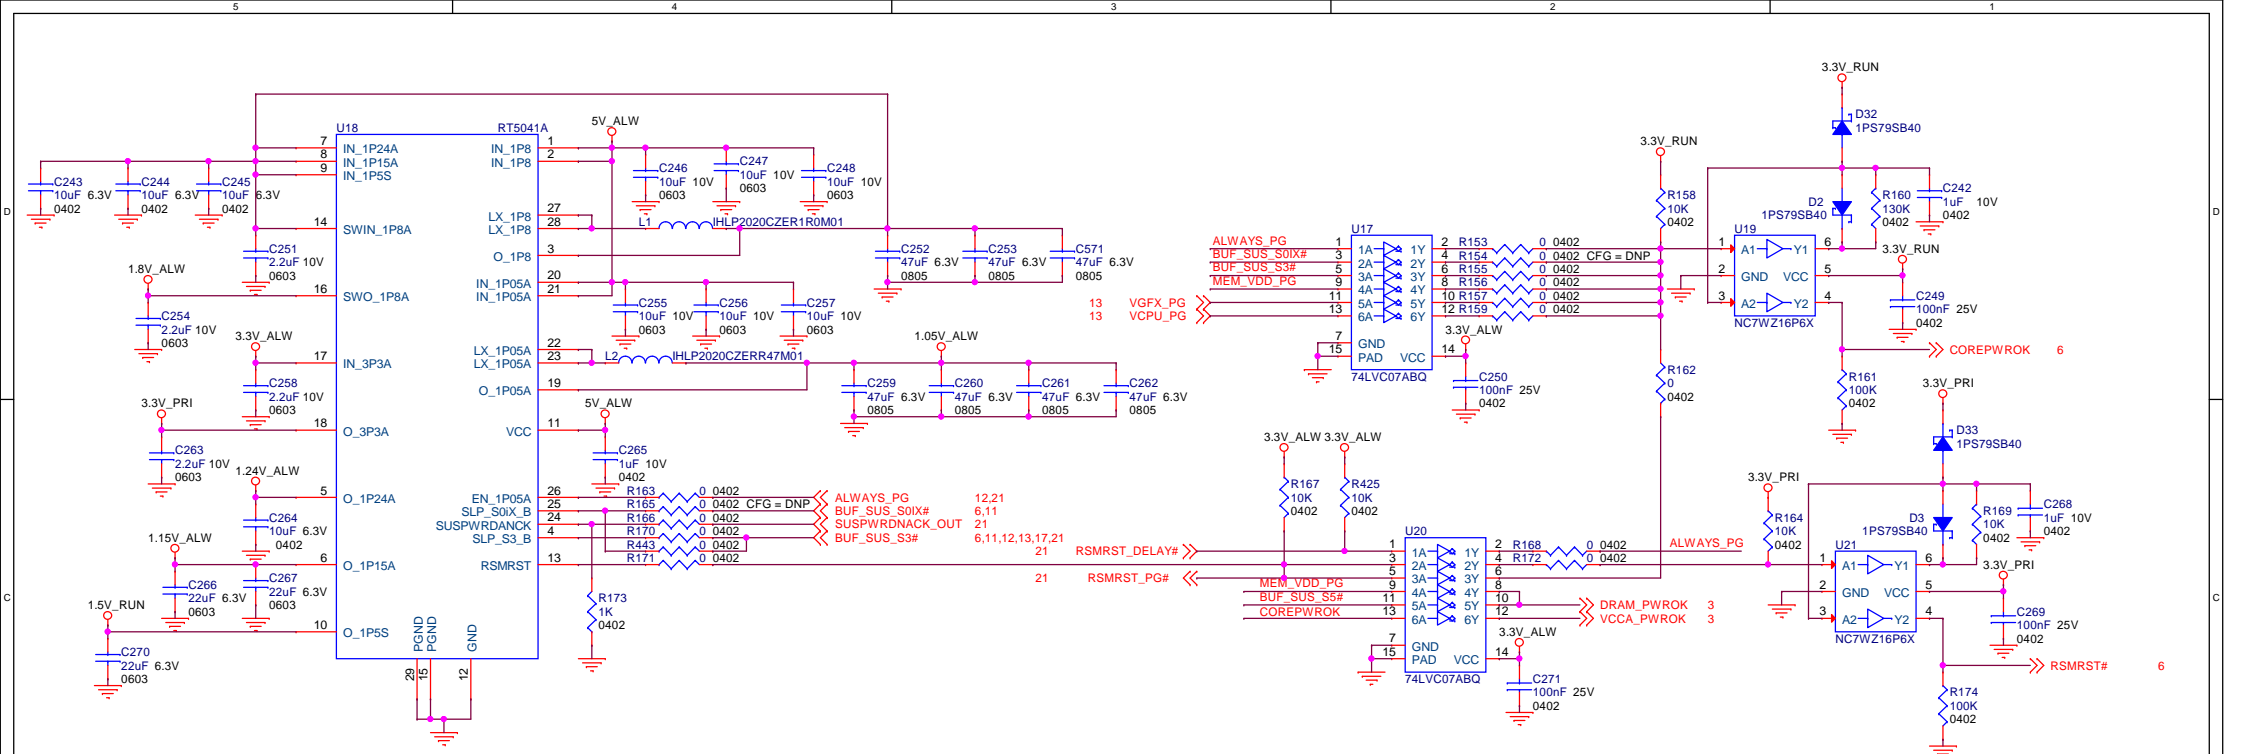 5 4 3 2 1
D
C
D
C
U18 RT5041A
7 IN_1P24A
8 IN_1P15A
9 IN_1P5S
14 SWIN_1P8A
16 SWO_1P8A
17 IN_3P3A
18 O_3P3A
5 O_1P24A
6 O_1P15A
10 O_1P5S
IN_1P8 1
IN_1P8 2
LX_1P8 27
LX_1P8 28
O_1P8 3
IN_1P05A 20
IN_1P05A 21
LX_1P05A 22
LX_1P05A 23
O_1P05A 19
VCC 11
EN_1P05A 26
SLP_S0iX_B 25
SUSPWRDANCK 24
SLP_S3_B 4
RSMRST 13
PGND 29
PGND 15
GND 12
C243
10uF 6.3V
0402
C244
10uF 6.3V
0402
C245
10uF 6.3V
0402
C251
2.2uF 10V
0603
1.8V_ALW
C254
2.2uF 10V
0603
3.3V_ALW
C258
2.2uF 10V
0603
3.3V_PRI
C263
2.2uF 10V
0603
1.24V_ALW
C264
10uF 6.3V
0402
1.15V_ALW
C266
22uF 6.3V
0603
C267
22uF 6.3V
0603
1.5V_RUN
C270
22uF 6.3V
0603
5V_ALW
C246
10uF 10V
0603
C247
10uF 10V
0603
C248
10uF 10V
0603
L1 IHLP2020CZER1R0M01
C252
47uF 6.3V
0805
C253
47uF 6.3V
0805
C571
47uF 6.3V
0805
C255
10uF 10V
0603
C256
10uF 10V
0603
C257
10uF 10V
0603
L2 IHLP2020CZERR47M01
1.05V_ALW
C259
47uF 6.3V
0805
C260
47uF 6.3V
0805
C261
47uF 6.3V
0805
C262
47uF 6.3V
0805
5V_ALW
C265
1uF 10V
0402
R163 0 0402 ALWAYS_PG 12,21
R165 0 0402 CFG = DNP BUF_SUS_S0IX# 6,11
R166 0 0402 SUSPWRDNACK_OUT 21
R170 0 0402 BUF_SUS_S3# 6,11,12,13,17,21
R443 0 0402
R171 0 0402
R173
1K
0402
ALWAYS_PG
BUF_SUS_S0IX#
BUF_SUS_S3#
MEM_VDD_PG
13 VGFX_PG
13 VCPU_PG
U17
1 1A 1Y 2 R153 0 0402
3 2A 2Y 4 R154 0 0402 CFG = DNP
5 3A 3Y 6 R155 0 0402
9 4A 4Y 8 R156 0 0402
11 5A 5Y 10 R157 0 0402
13 6A 6Y 12 R159 0 0402
7 GND
15 PAD VCC 14
74LVC07ABQ
3.3V_ALW
C250
100nF 25V
0402
3.3V_RUN
R158
10K
0402
R162
0
0402
3.3V_RUN
D32
1PS79SB40
D2
1PS79SB40
R160
130K
0402
C242
1uF 10V
0402
U19
1 A1 Y1 6
2 GND VCC 5
3 A2 Y2 4
NC7WZ16P6X
3.3V_RUN
C249
100nF 25V
0402
COREPWROK 6
R161
100K
0402
3.3V_ALW 3.3V_ALW
R167
10K
0402
R425
10K
0402
21 RSMRST_DELAY#
21 RSMRST_PG#
MEM_VDD_PG
BUF_SUS_S5#
COREPWROK
U20
1 1A 1Y 2 R168 0 0402 ALWAYS_PG
3 2A 2Y 4 R172 0 0402
5 3A 3Y 6
9 4A 4Y 8
11 5A 5Y 10 DRAM_PWROK 3
13 6A 6Y 12 VCCA_PWROK 3
7 GND
15 PAD VCC 14
74LVC07ABQ
3.3V_ALW
C271
100nF 25V
0402
3.3V_PRI
R164
10K
0402
3.3V_PRI
D33
1PS79SB40
D3
1PS79SB40
R169
10K
0402
C268
1uF 10V
0402
U21
1 A1 Y1 6
2 GND VCC 5
3 A2 Y2 4
NC7WZ16P6X
3.3V_PRI
C269
100nF 25V
0402
RSMRST# 6
R174
100K
0402